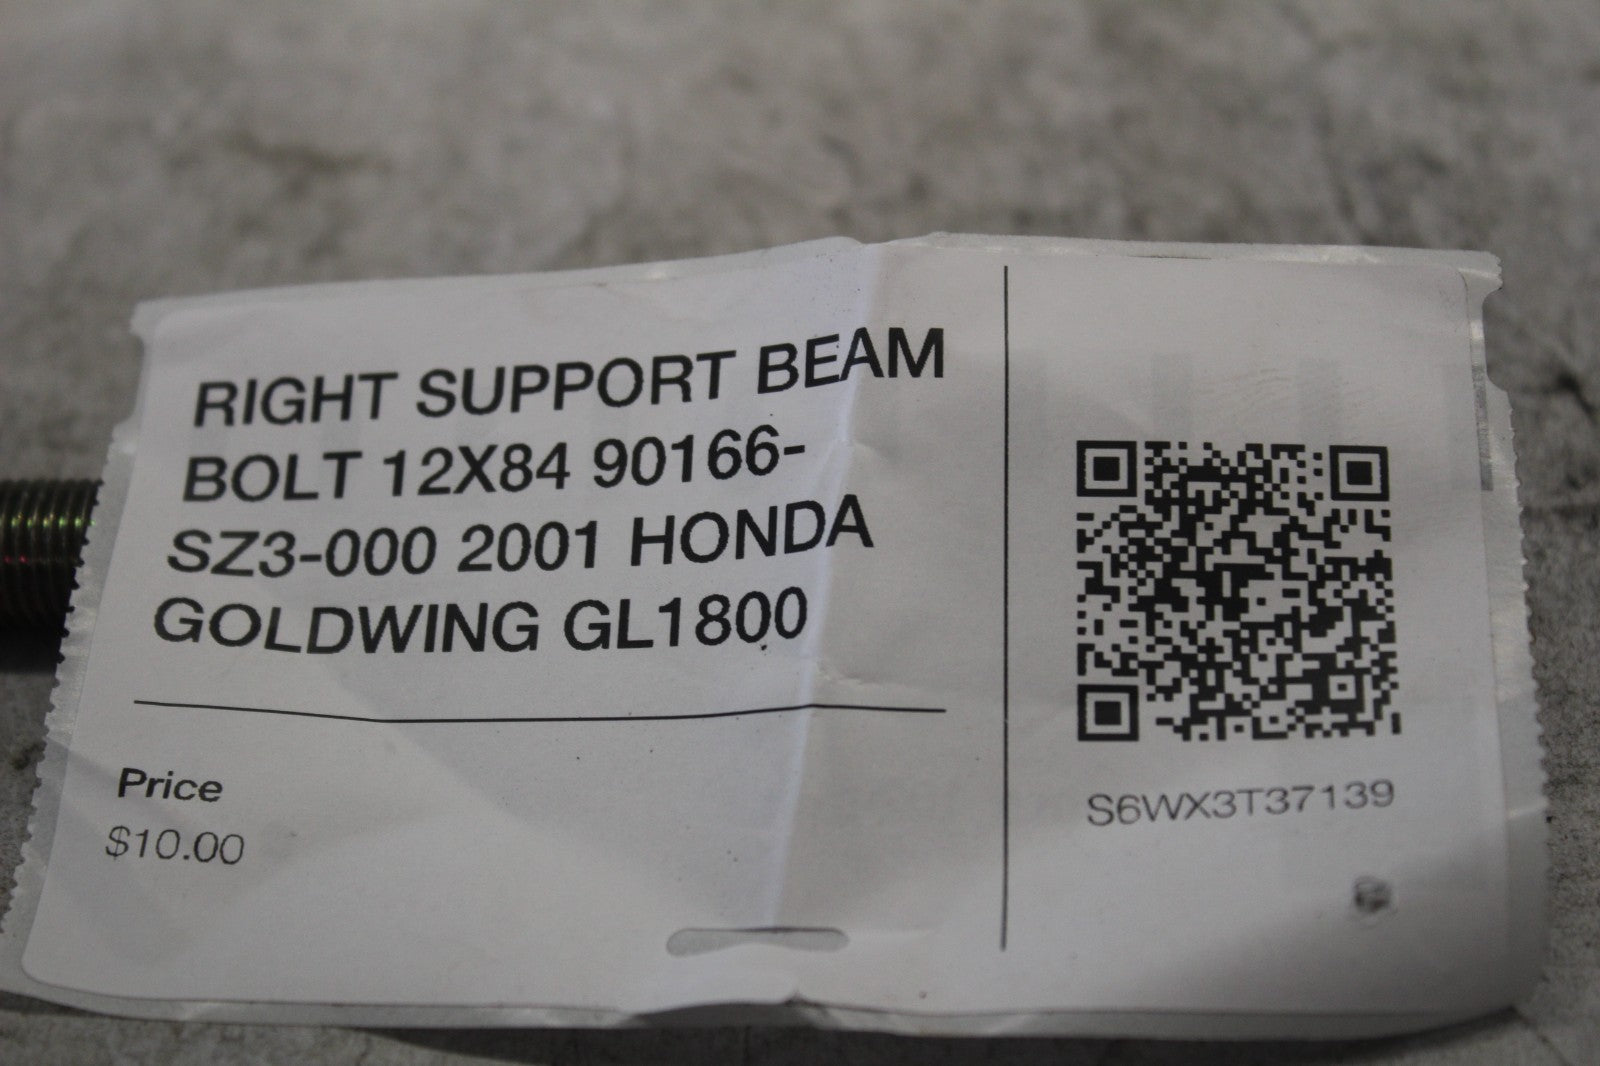 RIGHT SUPPORT BEAM
BOLT 12X84 90166-
SZ3-000 2001 HONDA
GOLDWING GL1800
Price
$10.00
S6WX3T37139